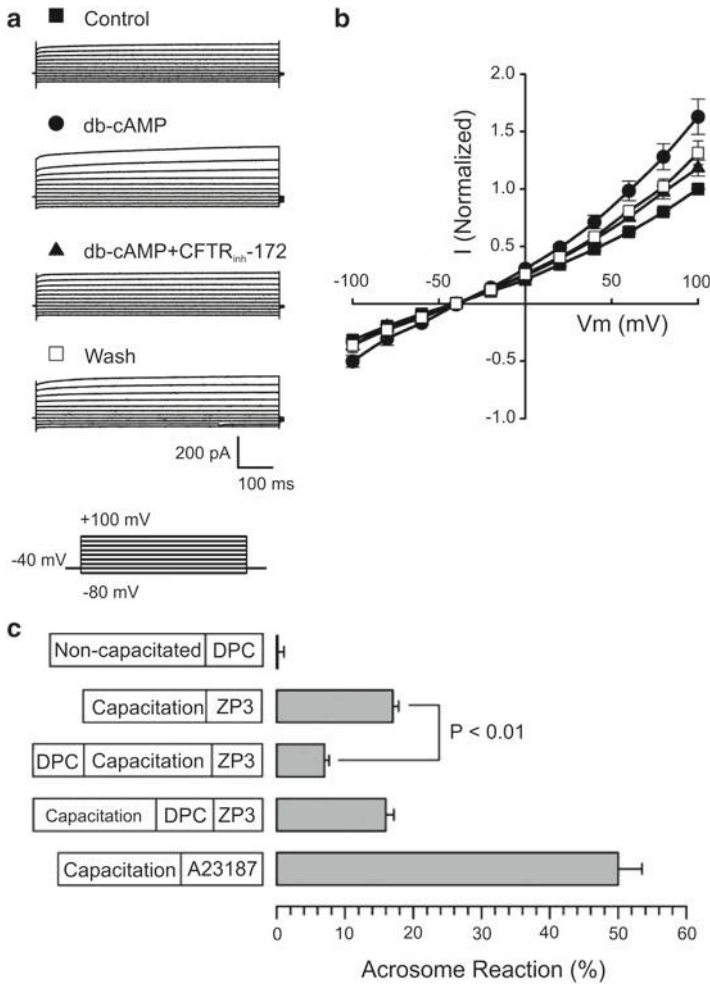 a
Control
db-cAMP
db-cAMP+CFTRinh-172
Wash
200 pA
100 ms
+100 mV
-40 mV
-80 mV
b
I (Normalized)
2.0
1.5
1.0
0.5
-100
-50
50
100
Vm (mV)
-0.5
-1.0
c
Non-capacitated DPC
Capacitation ZP3
DPC Capacitation ZP3
Capacitation DPC ZP3
Capacitation A23187
P < 0.01
0 10 20 30 40 50 60
Acrosome Reaction (%)